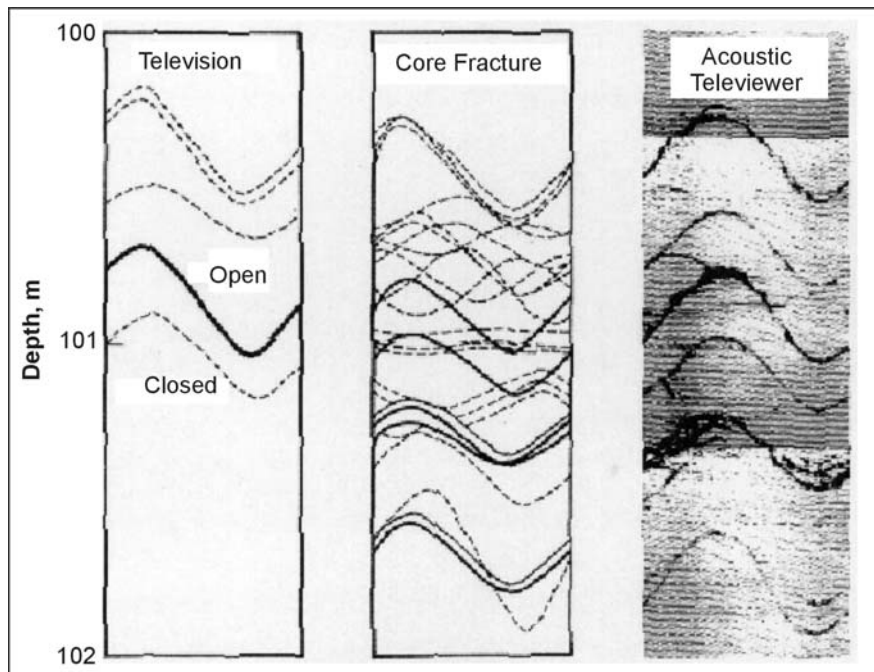 100
Television
Core Fracture
Acoustic
Televiewer
Open
Depth, m
101
Closed
102